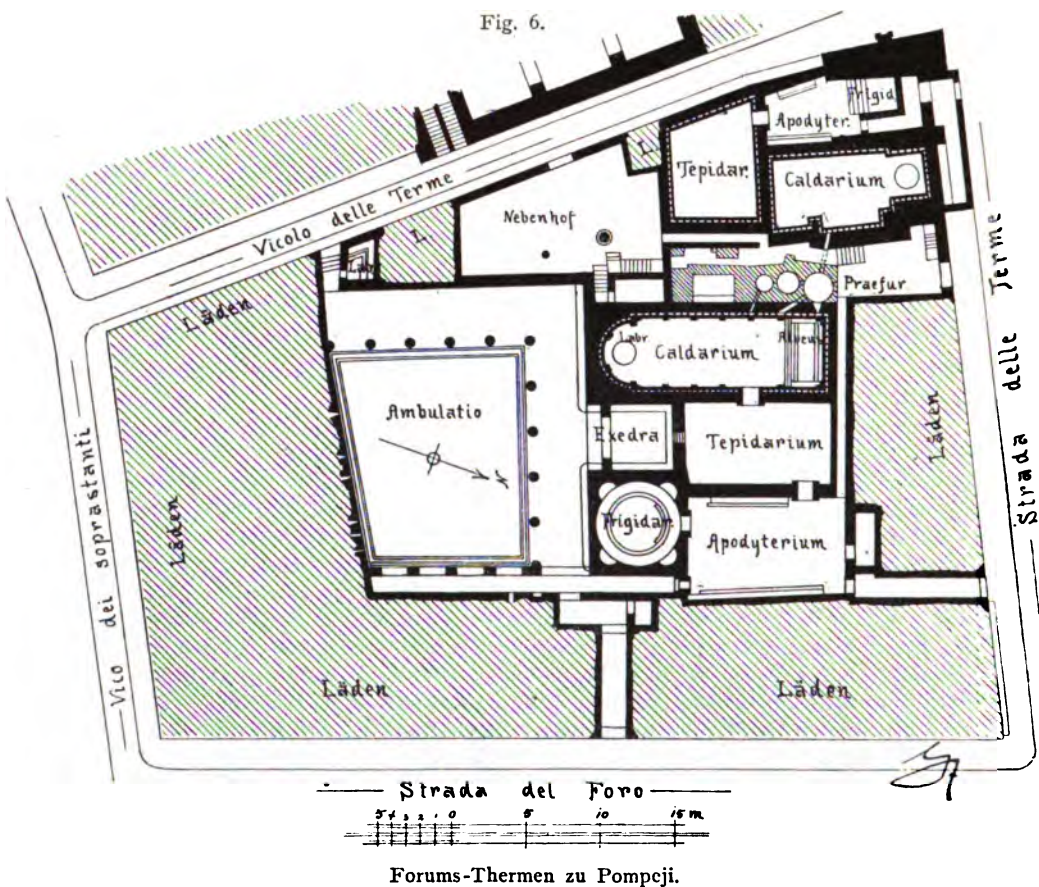 Fig. 6.
Frigid
Apodyter.
L.
Tepidar.
Caldarium
Vicolo delle Terme
Nebenhof
L.
Läden
Praefur.
Strada delle Terme
Labr
Caldarium
Alveus
Ambulatio
N
Exedra
Tepidarium
Läden
Vico dei soprastanti
Läden
Frigidar.
Apodyterium
Läden
Läden
Strada del Foro
5 4 3 2 1 0 5 10 15 m
Forums-Thermen zu Pompeji.